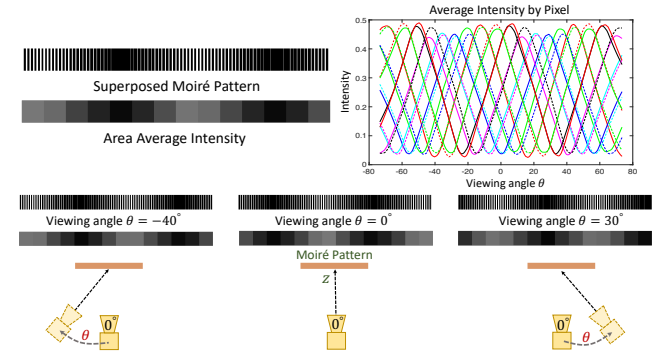 Superposed Moiré Pattern
Area Average Intensity
Average Intensity by Pixel
Intensity
0.5
0.4
0.3
0.2
0.1
0
-80 -60 -40 -20 0 20 40 60 80
Viewing angle θ
Viewing angle θ = −40°
Viewing angle θ = 0°
Viewing angle θ = 30°
Moiré Pattern
z
θ
0°
0°
0°
θ